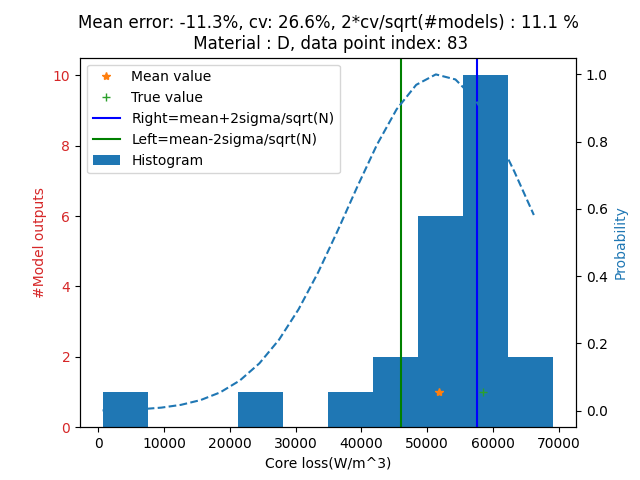 Mean error: -11.3%, cv: 26.6%, 2*cv/sqrt(#models) : 11.1 %
Material : D, data point index: 83
Mean value
True value
Right=mean+2sigma/sqrt(N)
Left=mean-2sigma/sqrt(N)
Histogram
#Model outputs
10
8
6
4
2
0
Probability
1.0
0.8
0.6
0.4
0.2
0.0
0 10000 20000 30000 40000 50000 60000 70000
Core loss(W/m^3)